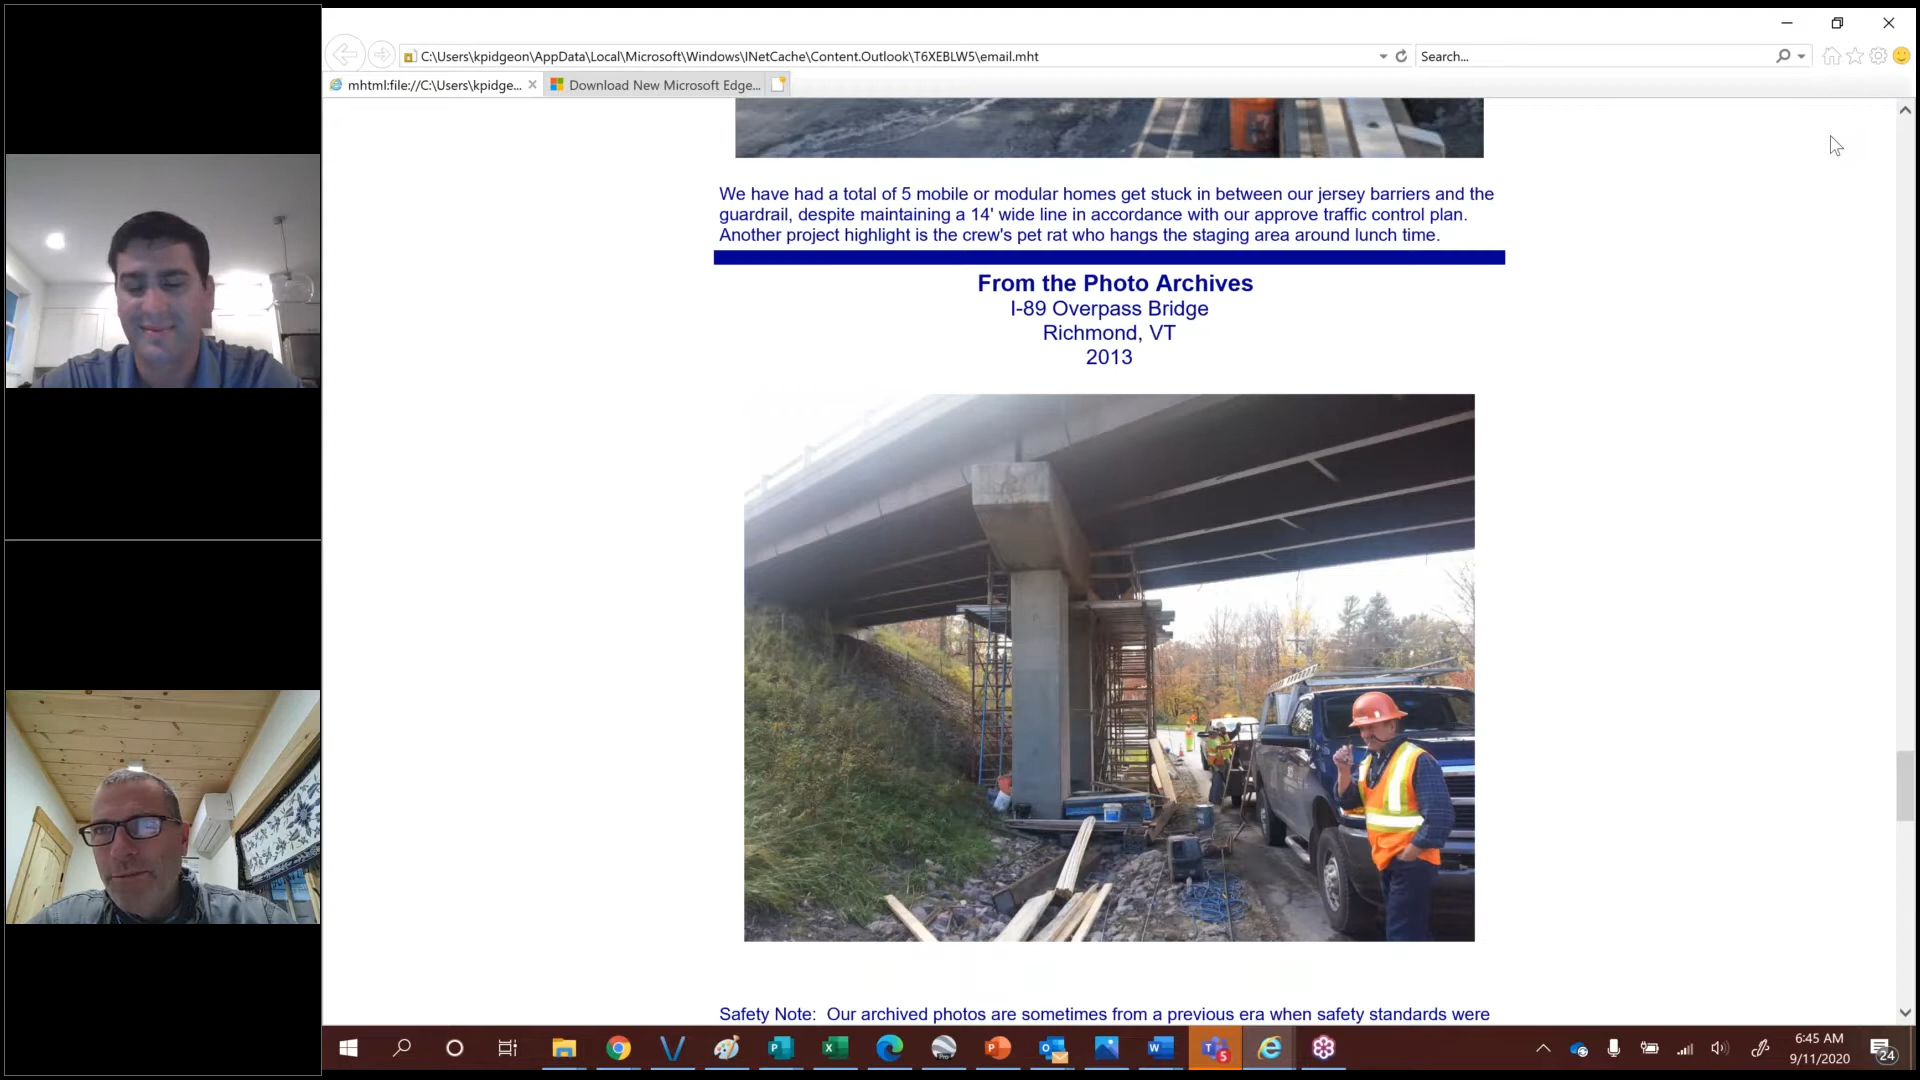 C:\Users\kpidgeon\AppData\Local\Microsoft\Windows\INetCache\Content.Outlook\T6XEBLW5\email.mht
Search...
mhtml:file://C:\Users\kpidge...
Download New Microsoft Edge...
We have had a total of 5 mobile or modular homes get stuck in between our jersey barriers and the
guardrail, despite maintaining a 14' wide line in accordance with our approve traffic control plan.
Another project highlight is the crew's pet rat who hangs the staging area around lunch time.
From the Photo Archives
I-89 Overpass Bridge
Richmond, VT
2013
Safety Note: Our archived photos are sometimes from a previous era when safety standards were
6:45 AM
9/11/2020
24